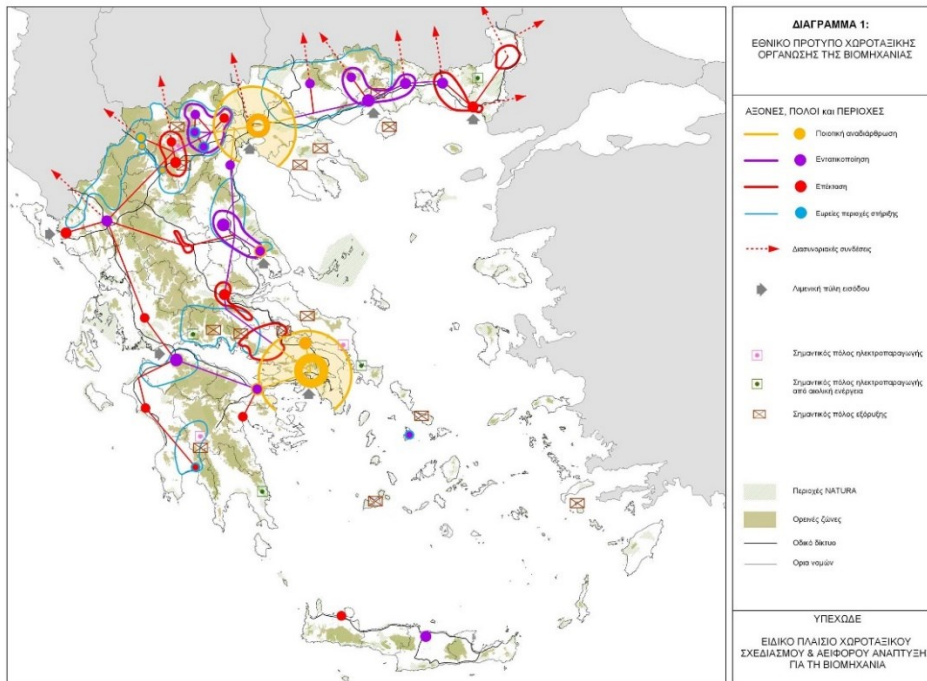 ΔΙΑΓΡΑΜΜΑ 1:
ΕΘΝΙΚΟ ΠΡΟΤΥΠΟ ΧΩΡΟΤΑΞΙΚΗΣ
ΟΡΓΑΝΩΣΗΣ ΤΗΣ ΒΙΟΜΗΧΑΝΙΑΣ
ΑΞΟΝΕΣ, ΠΟΛΟΙ και ΠΕΡΙΟΧΕΣ
Ποιοτική αναδιάρθρωση
Εντατικοποίηση
Επέκταση
Ευρείες περιοχές στήριξης
Διασυνοριακές συνδέσεις
Λιμενική πύλη εισόδου
Σημαντικός πόλος ηλεκτροπαραγωγής
Σημαντικός πόλος ηλεκτροπαραγωγής
από αιολική ενέργεια
Σημαντικός πόλος εξόρυξης
Περιοχές NATURA
Ορεινές ζώνες
Οδικό δίκτυο
Ορια νομών
ΥΠΕΧΩΔΕ
ΕΙΔΙΚΟ ΠΛΑΙΣΙΟ ΧΩΡΟΤΑΞΙΚΟΥ
ΣΧΕΔΙΑΣΜΟΥ & ΑΕΙΦΟΡΟΥ ΑΝΑΠΤΥΞΗ
ΓΙΑ ΤΗ ΒΙΟΜΗΧΑΝΙΑ